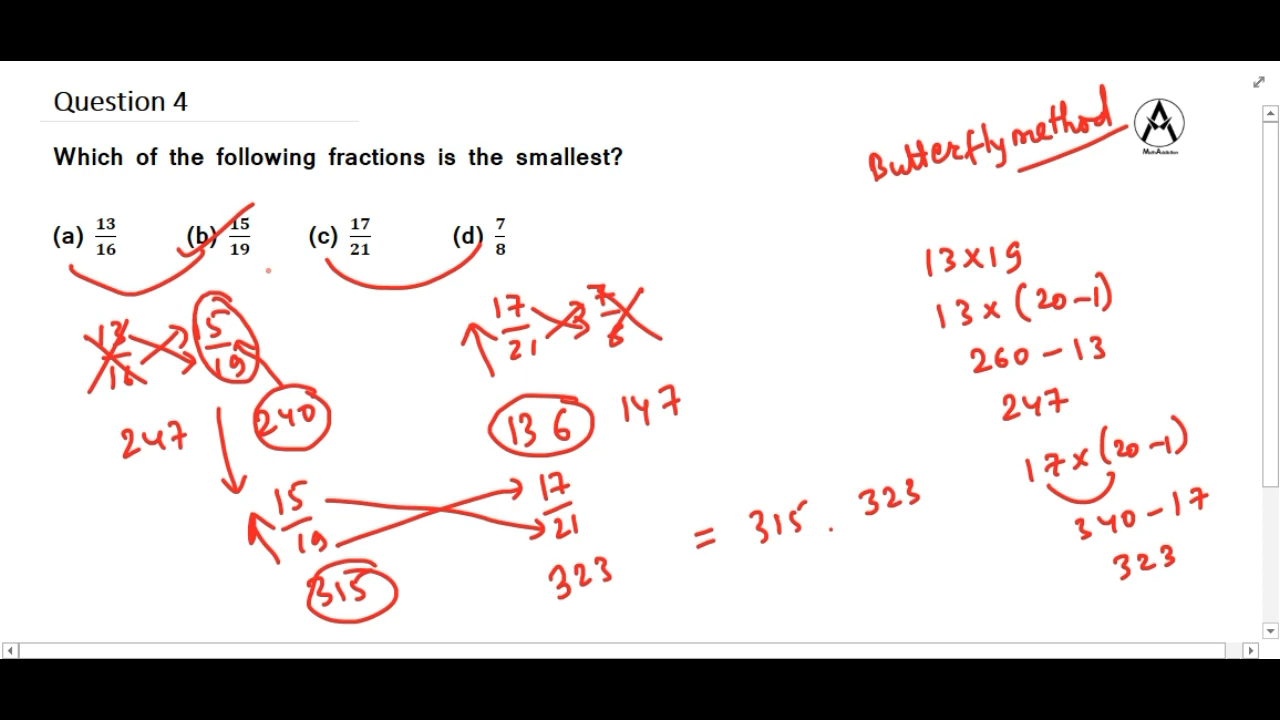 Question 4
Butterfly method
MathAddiction
Which of the following fractions is the smallest?
(a) 13/16 (b) 15/19 (c) 17/21 (d) 7/8
13/16 15/19
17/21 7/8
247 240
136 147
15/19 17/21
315 323
= 315 . 323
13×19
13×(20-1)
260-13
247
17×(20-1)
340-17
323